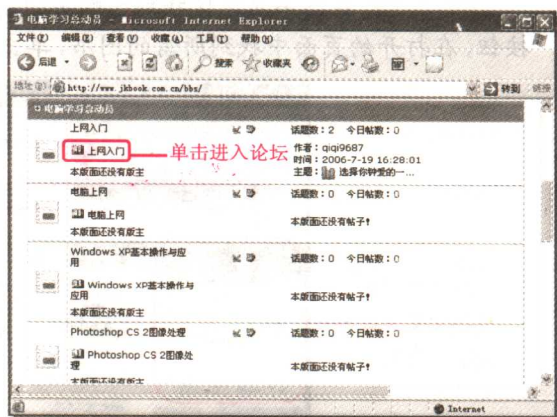 电脑学习总动员 - Microsoft Internet Explorer
文件(F) 编辑(E) 查看(V) 收藏(A) 工具(T) 帮助(H)
后退 搜索 收藏夹
地址(D) http://www.jkbook.com.cn/bbs/ 转到 链接
电脑学习总动员
上网入门 话题数：2 今日帖数：0
上网入门 单击进入论坛 作者：qiqi9687
时间：2006-7-19 16:28:01
主题： 选择你钟爱的一...
本版面还没有版主
电脑上网 话题数：0 今日帖数：0
电脑上网 本版面还没有帖子!
本版面还没有版主
Windows XP基本操作与应用 话题数：0 今日帖数：0
Windows XP基本操作与应用 本版面还没有帖子!
本版面还没有版主
Photoshop CS 2图像处理 话题数：0 今日帖数：0
Photoshop CS 2图像处理 本版面还没有帖子!
本版面还没有版主
Internet